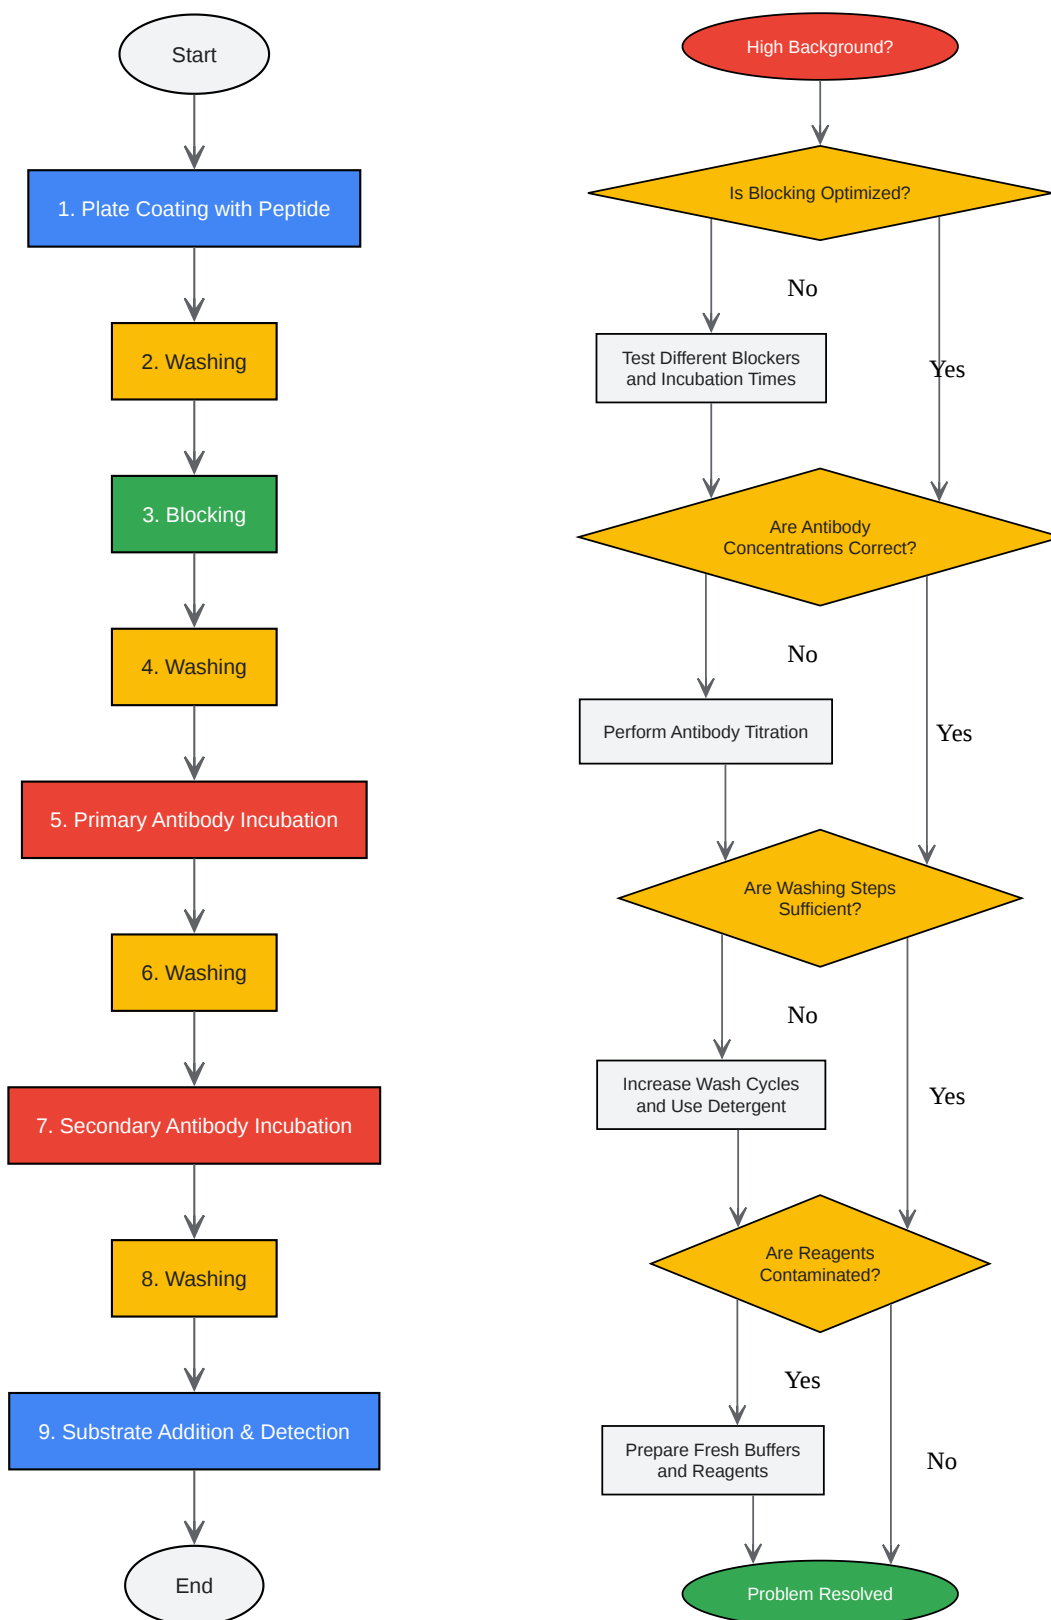 Start
1. Plate Coating with Peptide
2. Washing
3. Blocking
4. Washing
5. Primary Antibody Incubation
6. Washing
7. Secondary Antibody Incubation
8. Washing
9. Substrate Addition & Detection
End
High Background?
Is Blocking Optimized?
No
Test Different Blockers
and Incubation Times
Yes
Are Antibody
Concentrations Correct?
No
Perform Antibody Titration
Yes
Are Washing Steps
Sufficient?
No
Increase Wash Cycles
and Use Detergent
Yes
Are Reagents
Contaminated?
Yes
Prepare Fresh Buffers
and Reagents
No
Problem Resolved